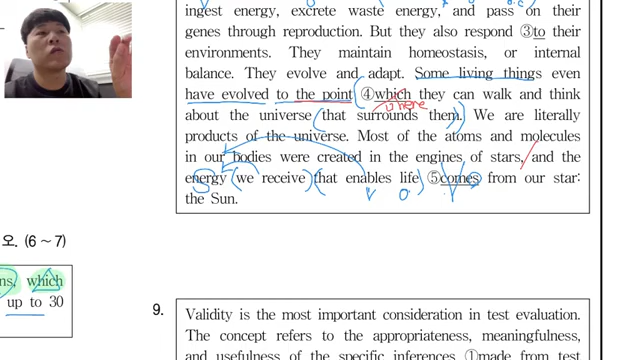 ingest energy, excrete waste energy, and pass on their
genes through reproduction. But they also respond ③to their
environments. They maintain homeostasis, or internal
balance. They evolve and adapt. Some living things even
have evolved to the point ④which they can walk and think
where
about the universe that surrounds them. We are literally
products of the universe. Most of the atoms and molecules
in our bodies were created in the engines of stars, and the
energy (we receive) (that enables life) ⑤comes from our star:
S V O V
the Sun.
오. (6 ~ 7)
ns, which
up to 30
9.
Validity is the most important consideration in test evaluation.
The concept refers to the appropriateness, meaningfulness,
and usefulness of the specific inferences ①made from test